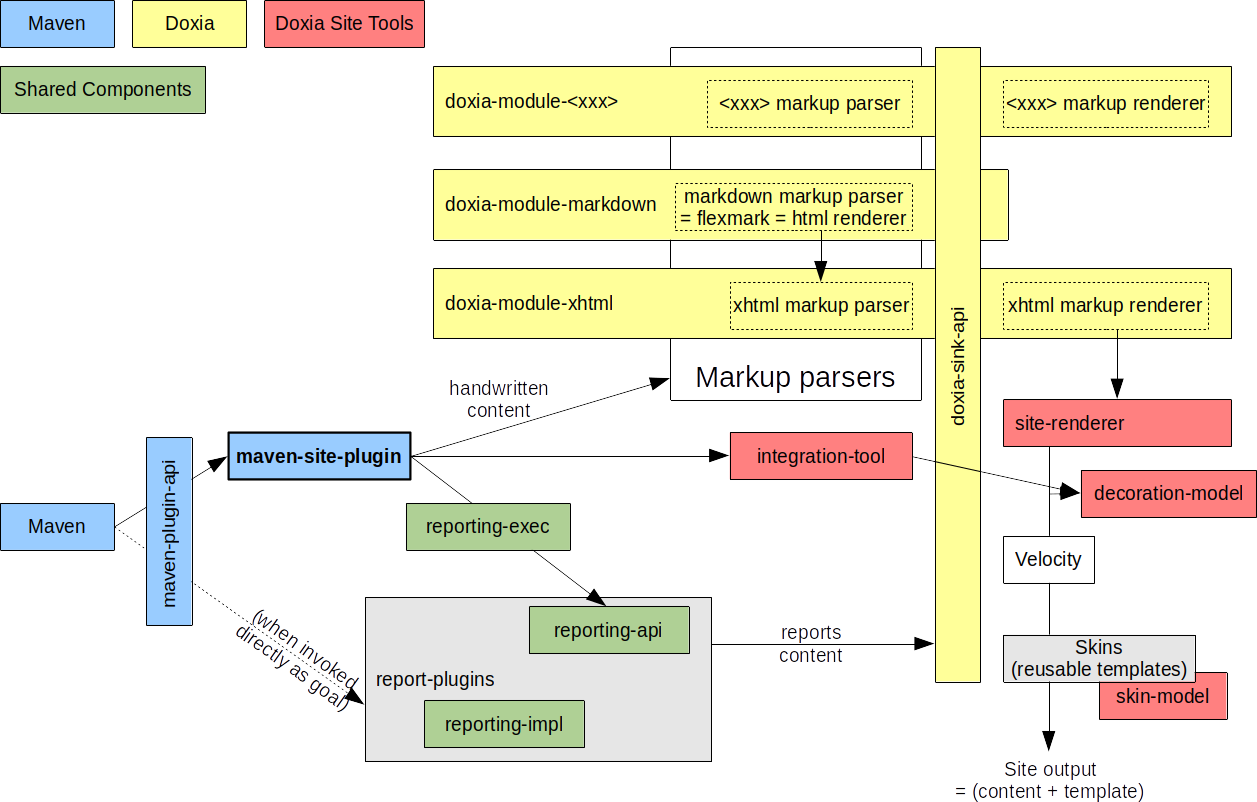 Maven
Doxia
Doxia Site Tools
Shared Components
doxia-module-<xxx>
<xxx> markup parser
<xxx> markup renderer
doxia-module-markdown
markdown markup parser
= flexmark = html renderer
doxia-module-xhtml
xhtml markup parser
xhtml markup renderer
doxia-sink-api
Markup parsers
handwritten
content
site-renderer
maven-plugin-api
maven-site-plugin
integration-tool
decoration-model
Maven
reporting-exec
Velocity
(when invoked
directly as goal)
reporting-api
reports
content
report-plugins
reporting-impl
Skins
(reusable templates)
skin-model
Site output
= (content + template)